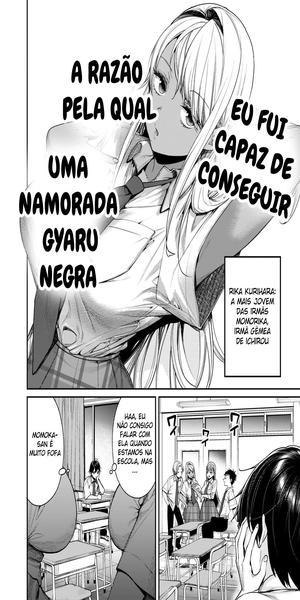 EU FUI
CAPAZ DE
CONSEGUIR
A RAZÃO
PELA QUAL
UMA
NAMORADA
GYARU
NEGRA
RIKA KURIHARA:
A MAIS JOVEM
DAS IRMÃS
MOMORIKA,
IRMÃ GÊMEA
DE ICHIROU
HAA, EU
NÃO CONSIGO
FALAR COM
ELA QUANDO
ESTAMOS NA
ESCOLA, MAS
....
MOMOKA-
SAN É
MUITO FOFA